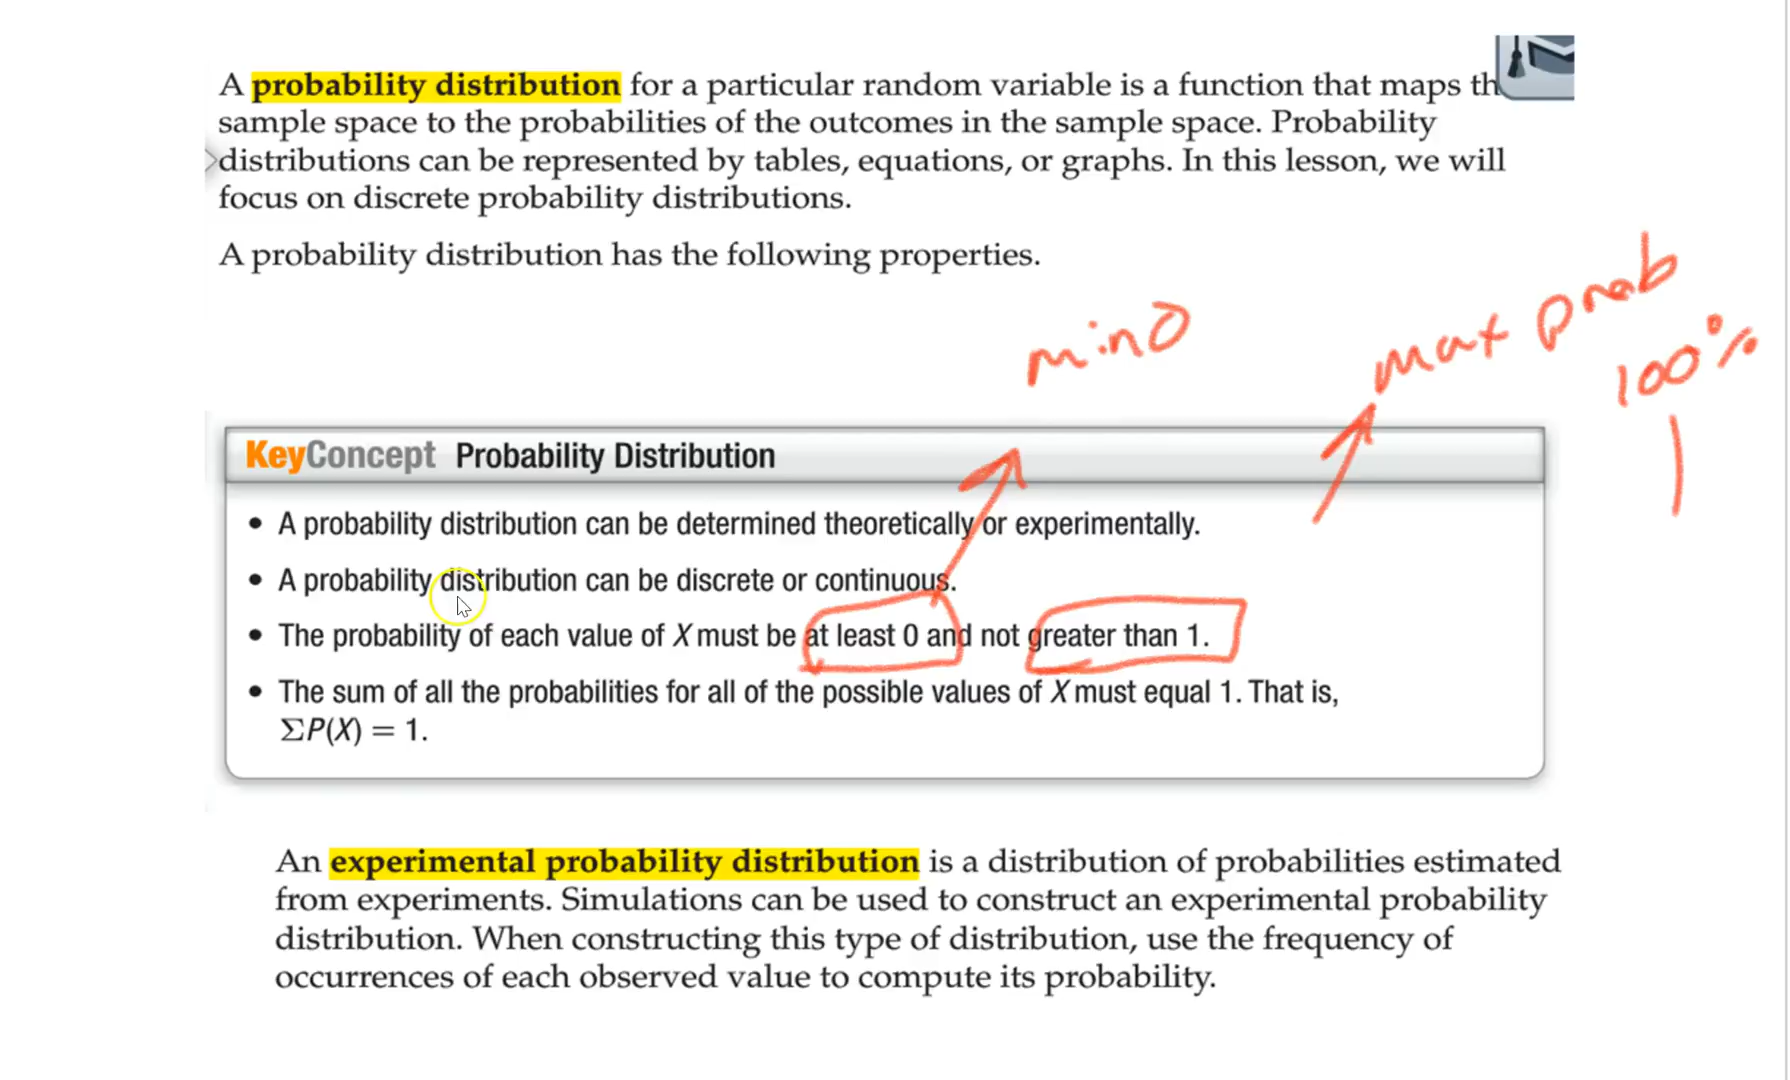 A probability distribution for a particular random variable is a function that maps th
sample space to the probabilities of the outcomes in the sample space. Probability
distributions can be represented by tables, equations, or graphs. In this lesson, we will
focus on discrete probability distributions.
A probability distribution has the following properties.
min 0
max prob
100%
1
KeyConcept Probability Distribution
• A probability distribution can be determined theoretically or experimentally.
• A probability distribution can be discrete or continuous.
• The probability of each value of X must be at least 0 and not greater than 1.
• The sum of all the probabilities for all of the possible values of X must equal 1. That is,
ΣP(X) = 1.
An experimental probability distribution is a distribution of probabilities estimated
from experiments. Simulations can be used to construct an experimental probability
distribution. When constructing this type of distribution, use the frequency of
occurrences of each observed value to compute its probability.